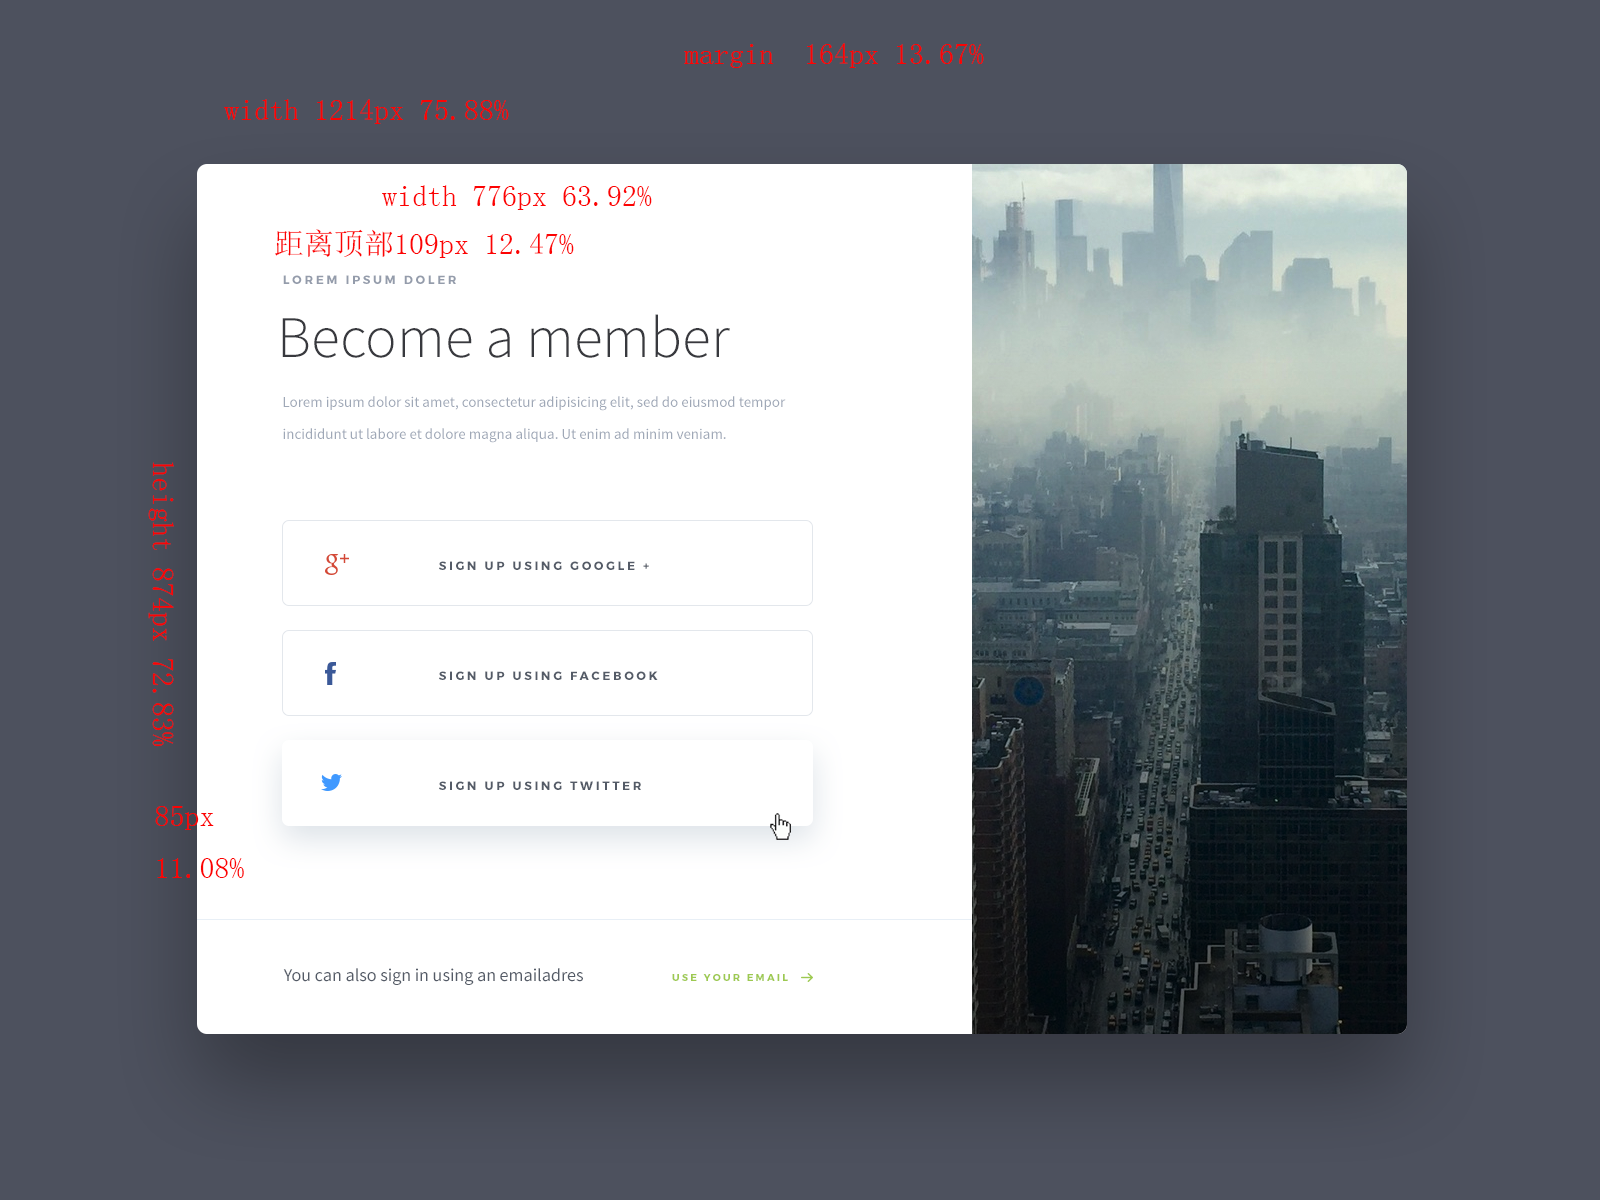 margin 164px 13.67%
width 1214px 75.88%
width 776px 63.92%
距离顶部109px 12.47%
LOREM IPSUM DOLER
Become a member
Lorem ipsum dolor sit amet, consectetur adipisicing elit, sed do eiusmod tempor
incididunt ut labore et dolore magna aliqua. Ut enim ad minim veniam.
height 874px 72.83%
g+ SIGN UP USING GOOGLE +
f SIGN UP USING FACEBOOK
SIGN UP USING TWITTER
85px
11.08%
You can also sign in using an emailadres
USE YOUR EMAIL →